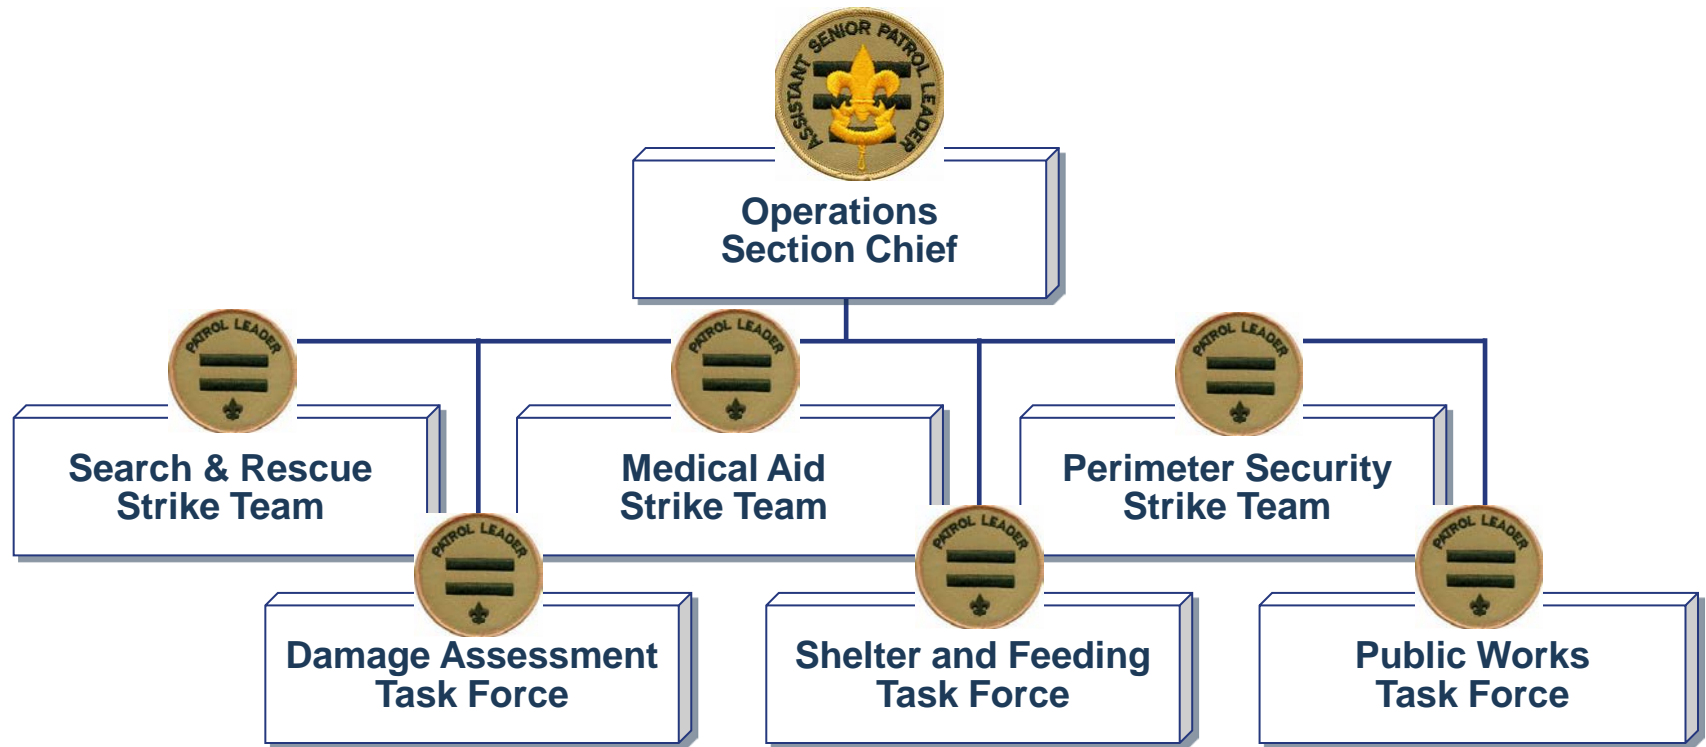 ASSISTANT SENIOR PATROL LEADER
Operations
Section Chief
PATROL LEADER
PATROL LEADER
PATROL LEADER
Search & Rescue
Strike Team
Medical Aid
Strike Team
Perimeter Security
Strike Team
PATROL LEADER
PATROL LEADER
PATROL LEADER
Damage Assessment
Task Force
Shelter and Feeding
Task Force
Public Works
Task Force